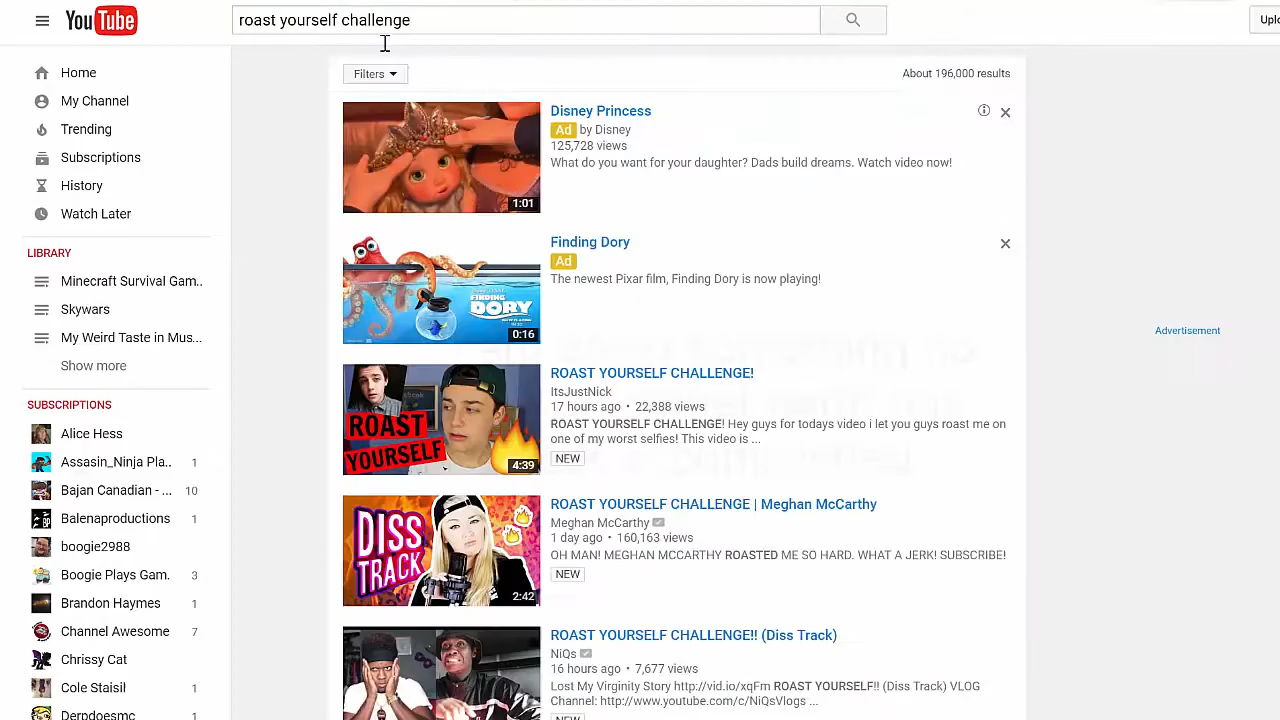 YouTube
roast yourself challenge
Uplo
Home
My Channel
Trending
Subscriptions
History
Watch Later
LIBRARY
Minecraft Survival Gam..
Skywars
My Weird Taste in Mus...
Show more
SUBSCRIPTIONS
Alice Hess
Assasin_Ninja Pla.. 1
Bajan Canadian - ... 10
Balenaproductions 1
boogie2988
Boogie Plays Gam. 3
Brandon Haymes 1
Channel Awesome 7
Chrissy Cat
Cole Staisil 1
Derpdoesmc 1
Filters
About 196,000 results
Disney Princess
Ad by Disney
125,728 views
What do you want for your daughter? Dads build dreams. Watch video now!
1:01
Finding Dory
Ad
The newest Pixar film, Finding Dory is now playing!
FINDING
DORY
0:16
ROAST YOURSELF CHALLENGE!
ItsJustNick
17 hours ago • 22,388 views
ROAST YOURSELF CHALLENGE! Hey guys for todays video i let you guys roast me on
one of my worst selfies! This video is ...
NEW
ROAST
YOURSELF
4:39
ROAST YOURSELF CHALLENGE | Meghan McCarthy
Meghan McCarthy
1 day ago • 160,163 views
OH MAN! MEGHAN MCCARTHY ROASTED ME SO HARD. WHAT A JERK! SUBSCRIBE!
NEW
DISS
TRACK
2:42
ROAST YOURSELF CHALLENGE!! (Diss Track)
NiQs
16 hours ago • 7,677 views
Lost My Virginity Story http://vid.io/xqFm ROAST YOURSELF!! (Diss Track) VLOG
Channel: http://www.youtube.com/c/NiQsVlogs ...
NEW
Advertisement